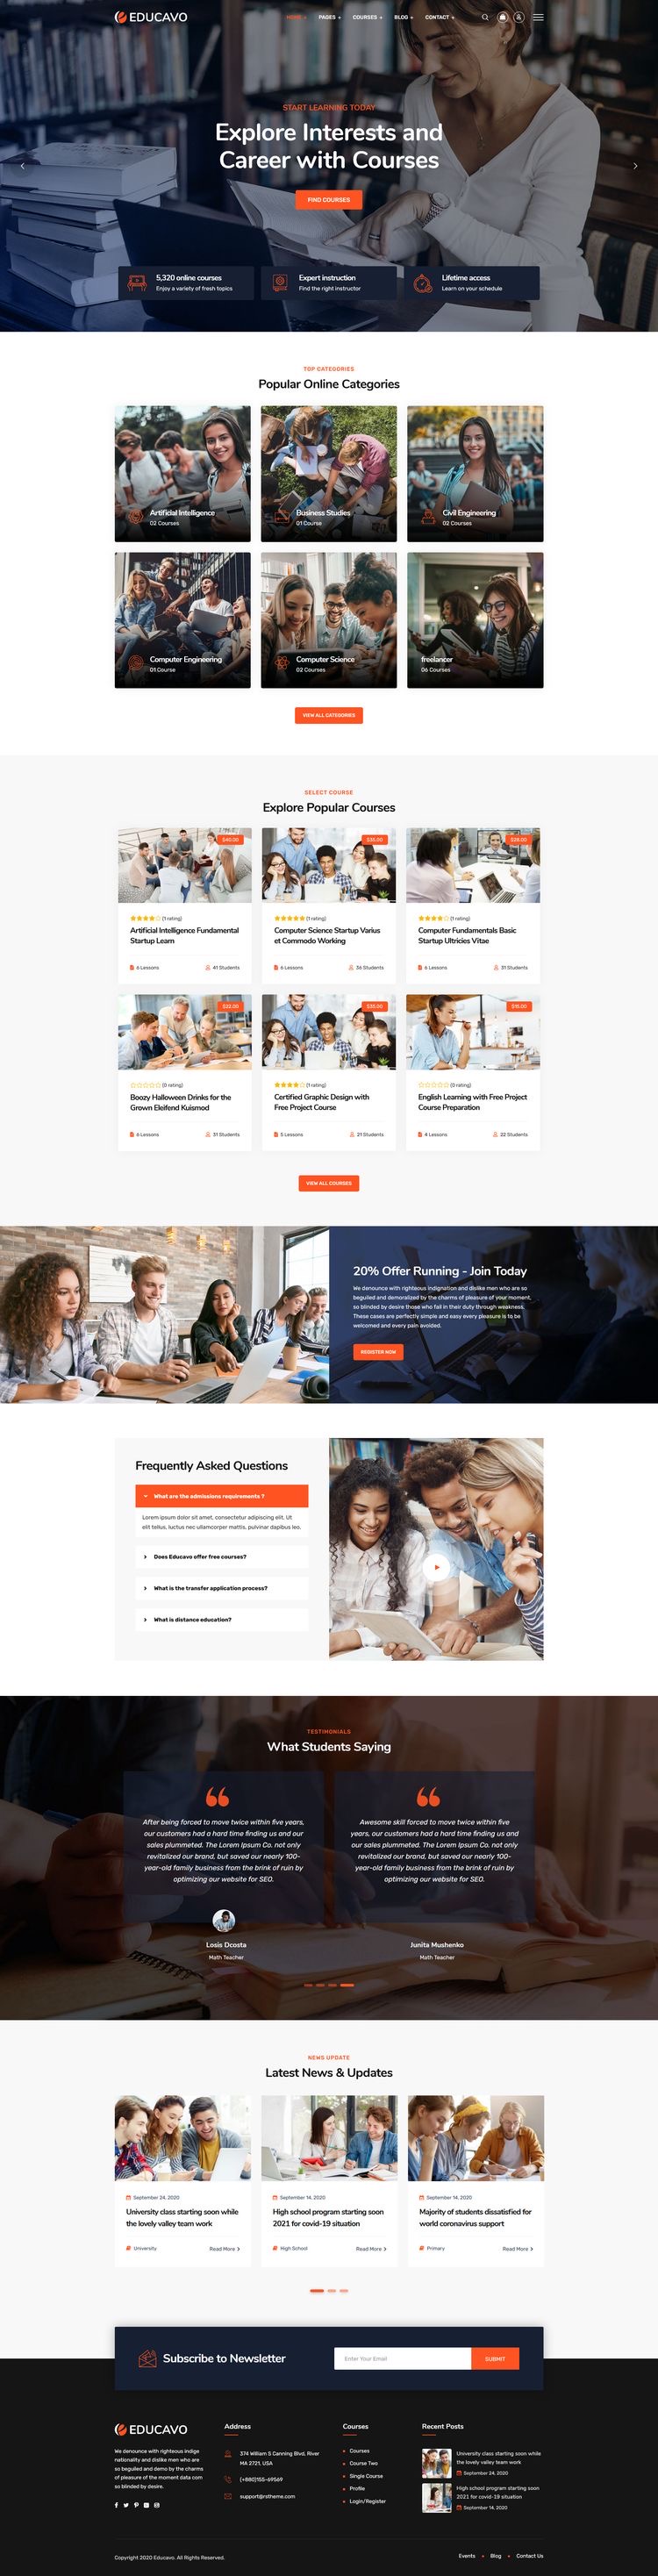 EDUCAVO
HOME + PAGES + COURSES + BLOG + CONTACT +
START LEARNING TODAY
Explore Interests and
Career with Courses
FIND COURSES
5,320 online courses
Enjoy a variety of fresh topics
Expert instruction
Find the right instructor
Lifetime access
Learn on your schedule
TOP CATEGORIES
Popular Online Categories
Artificial Intelligence
02 Courses
Business Studies
01 Course
Civil Engineering
02 Courses
Computer Engineering
01 Course
Computer Science
02 Courses
freelancer
06 Courses
VIEW ALL CATEGORIES
SELECT COURSE
Explore Popular Courses
$40.00
(1 rating)
Artificial Intelligence Fundamental
Startup Learn
6 Lessons
41 Students
$35.00
(1 rating)
Computer Science Startup Varius
et Commodo Working
6 Lessons
36 Students
(1 rating)
Computer Fundamentals Basic
Startup Ultricies Vitae
6 Lessons
31 Students
$22.00
(0 rating)
Boozy Halloween Drinks for the
Grown Eleifend Kuismod
6 Lessons
31 Students
(1 rating)
Certified Graphic Design with
Free Project Course
5 Lessons
21 Students
(0 rating)
English Learning with Free Project
Course Preparation
4 Lessons
22 Students
VIEW ALL COURSES
20% Offer Running - Join Today
We denounce with righteous indignation and dislike men who are so
beguiled and demoralized by the charms of pleasure of your moment,
so blinded by desire those who fail in their duty through weakness.
These cases are perfectly simple and easy every pleasure is to be
welcomed and every pain avoided.
REGISTER NOW
Frequently Asked Questions
What are the admissions requirements ?
Lorem ipsum dolor sit amet, consectetur adipiscing elit. Ut
elit tellus, luctus nec ullamcorper mattis, pulvinar dapibus leo.
Does Educavo offer free courses?
What is the transfer application process?
What is distance education?
TESTIMONIALS
What Students Saying
After being forced to move twice within five years,
our customers had a hard time finding us and our
sales plummeted. The Lorem Ipsum Co. not only
revitalized our brand, but saved our nearly 100-
year-old family business from the brink of ruin by
optimizing our website for SEO.
Losis Dcosta
Math Teacher
Awesome skill forced to move twice within five
years, our customers had a hard time finding us and
our sales plummeted. The Lorem Ipsum Co. not only
revitalized our brand, but saved our nearly 100-
year-old family business from the brink of ruin by
optimizing our website for SEO.
Junita Mushenko
Math Teacher
NEWS UPDATE
Latest News & Updates
September 24, 2020
University class starting soon while
the lovely valley team work
University
Read More
September 14, 2020
High school program starting soon
2021 for covid-19 situation
High School
Read More
September 14, 2020
Majority of students dissatisfied for
world coronavirus support
Primary
Read More
Subscribe to Newsletter
Enter Your Email
SUBMIT
EDUCAVO
We denounce with righteous indige
nationality and dislike men who are
so beguiled and demo by the charms
of pleasure of the moment data com
so blinded by desire.
Address
374 William S Canning Blvd, River
MA 2721, USA
(+880)155-69569
support@rstheme.com
Courses
Courses
Course Two
Single Course
Profile
Login/Register
Recent Posts
University class starting soon while
the lovely valley team work
September 24, 2020
High school program starting soon
2021 for covid-19 situation
September 14, 2020
Copyright 2020 Educavo. All Rights Reserved.
Events
Blog
Contact Us